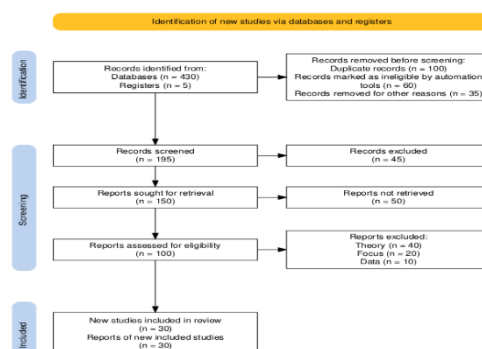 Identification of new studies via databases and registers
Identification
Records identified from:
Databases (n = 430)
Registers (n = 5)
Records removed before screening:
Duplicate records (n = 100)
Records marked as ineligible by automation
tools (n = 60)
Records removed for other reasons (n = 35)
Screening
Records screened
(n = 195)
Records excluded
(n = 45)
Reports sought for retrieval
(n = 150)
Reports not retrieved
(n = 50)
Reports assessed for eligibility
(n = 100)
Reports excluded:
Theory (n = 40)
Focus (n = 20)
Data (n = 10)
Included
New studies included in review
(n = 30)
Reports of new included studies
(n = 30)